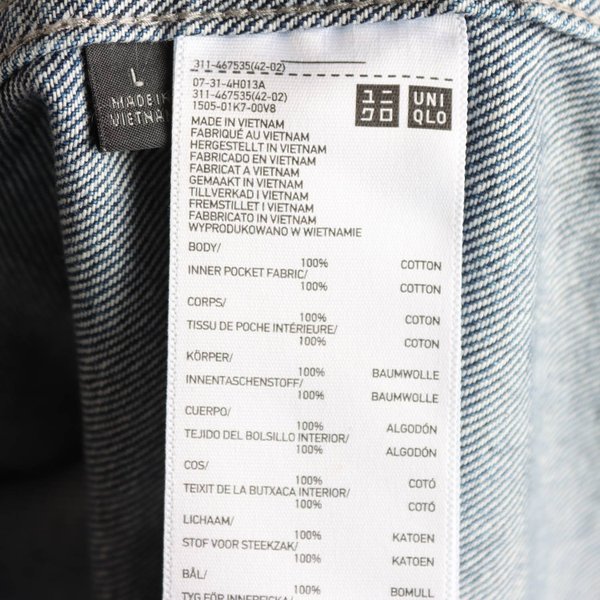 L
MADE IN
VIETNAM
311-467535(42-02)
07-31-4H013A
311-467535(42-02)
1505-01K7-00V8
ユニ
クロ
UNI
QLO
MADE IN VIETNAM
FABRIQUÉ AU VIETNAM
HERGESTELLT IN VIETNAM
FABRICADO EN VIETNAM
FABRICAT A VIETNAM
GEMAAKT IN VIETNAM
TILLVERKAD I VIETNAM
FREMSTILLET I VIETNAM
FABBRICATO IN VIETNAM
WYPRODUKOWANO W WIETNAMIE
BODY/
100% COTTON
INNER POCKET FABRIC/
100% COTTON
CORPS/
100% COTON
TISSU DE POCHE INTÉRIEURE/
100% COTON
KÖRPER/
100% BAUMWOLLE
INNENTASCHENSTOFF/
100% BAUMWOLLE
CUERPO/
100% ALGODÓN
TEJIDO DEL BOLSILLO INTERIOR/
100% ALGODÓN
COS/
100% COTÓ
TEIXIT DE LA BUTXACA INTERIOR/
100% COTÓ
LICHAAM/
100% KATOEN
STOF VOOR STEEKZAK/
100% KATOEN
BÅL/
100% BOMULL
TYG FÖR INNERFICKA/